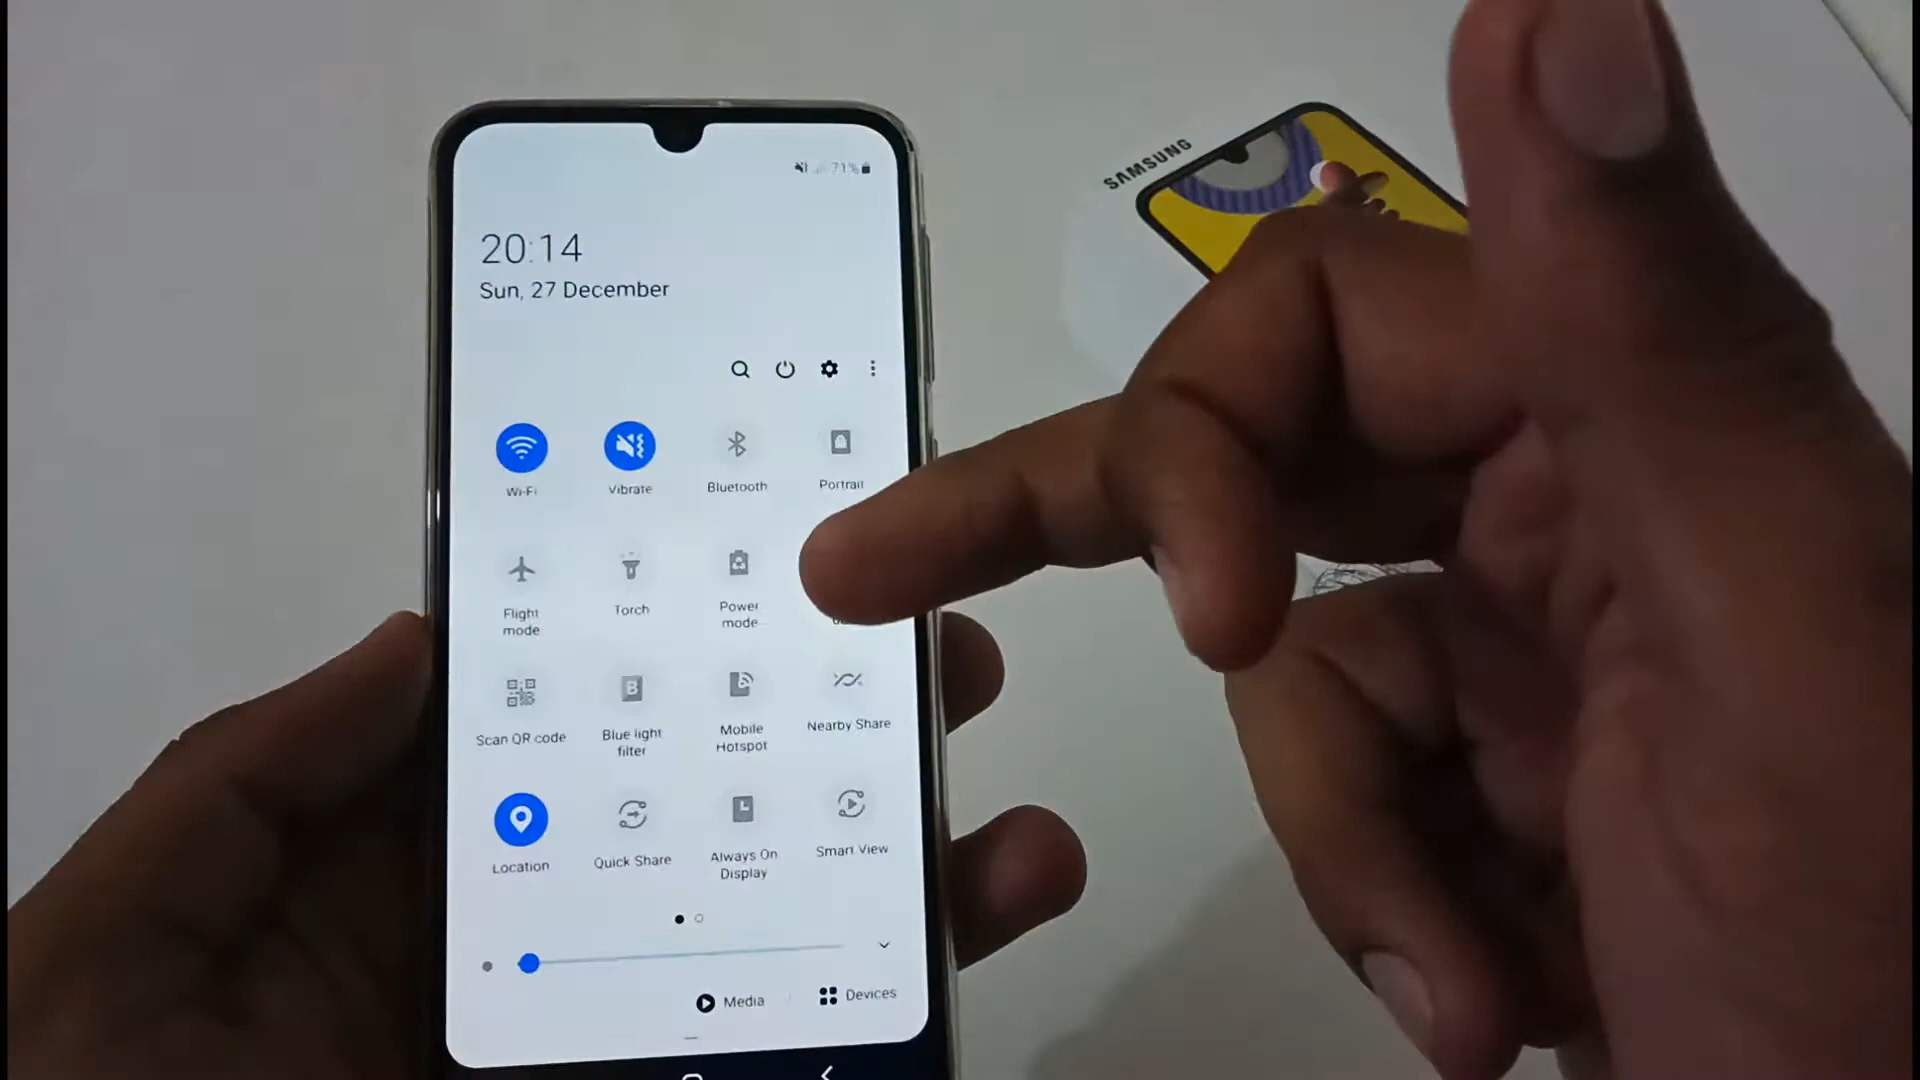 SAMSUNG
71%
20:14
Sun, 27 December
Wi-Fi
Vibrate
Bluetooth
Portrait
Flight
mode
Torch
Power
mode
Scan QR code
Blue light
filter
Mobile
Hotspot
Nearby Share
Location
Quick Share
Always On
Display
Smart View
Media
Devices